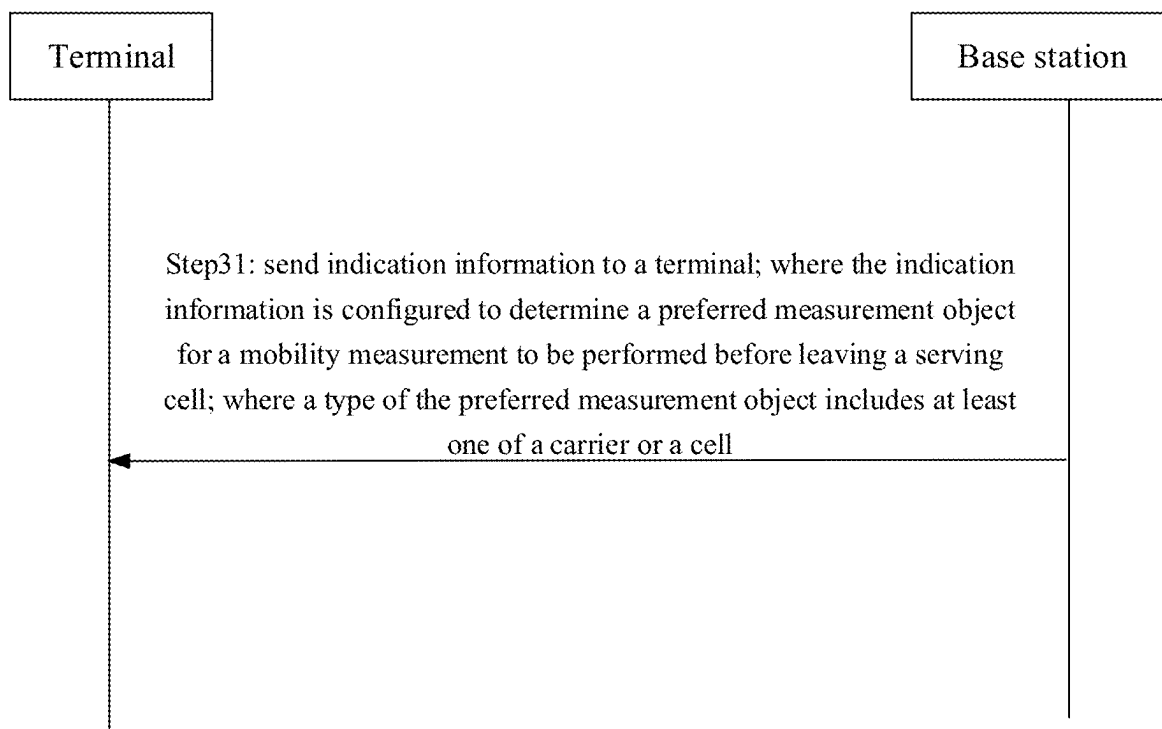 Terminal
Base station
Step31: send indication information to a terminal; where the indication
information is configured to determine a preferred measurement object
for a mobility measurement to be performed before leaving a serving
cell; where a type of the preferred measurement object includes at least
one of a carrier or a cell